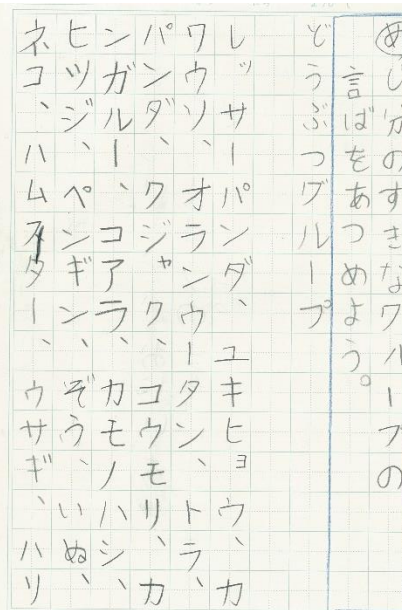 め じ分のすきなグループの
言ばをあつめよう。
どうぶつグループ
レッサーパンダ、ユキヒョウ、カ
ワウソ、オランウータン、トラ、
パンダ、クジャク、コウモリ、カ
ンガルー、コアラ、カモノハシ、
ヒツジ、ペンギン、ぞう、いぬ、
ネコ、ハムスター、ウサギ、ハリ